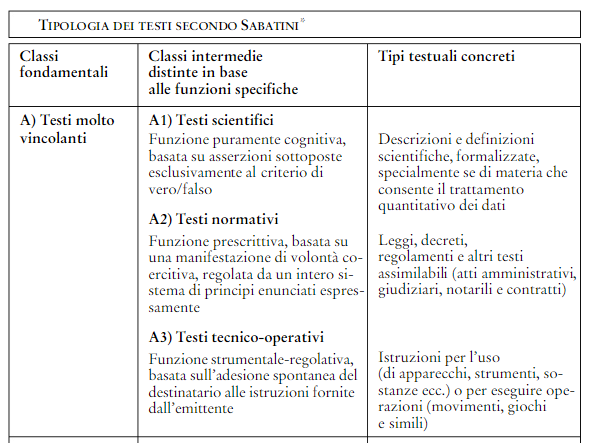 TIPOLOGIA DEI TESTI SECONDO SABATINI*
Classi
fondamentali
Classi intermedie
distinte in base
alle funzioni specifiche
Tipi testuali concreti
A) Testi molto
vincolanti
A1) Testi scientifici
Funzione puramente cognitiva,
basata su asserzioni sottoposte
esclusivamente al criterio di
vero/falso
Descrizioni e definizioni
scientifiche, formalizzate,
specialmente se di materia che
consente il trattamento
quantitativo dei dati
A2) Testi normativi
Funzione prescrittiva, basata su
una manifestazione di volontà co-
ercitiva, regolata da un intero si-
stema di principi enunciati espres-
samente
Leggi, decreti,
regolamenti e altri testi
assimilabili (atti amministrativi,
giudiziari, notarili e contratti)
A3) Testi tecnico-operativi
Funzione strumentale-regolativa,
basata sull'adesione spontanea del
destinatario alle istruzioni fornite
dall'emittente
Istruzioni per l'uso
(di apparecchi, strumenti, so-
stanze ecc.) o per eseguire ope-
razioni (movimenti, giochi
e simili)